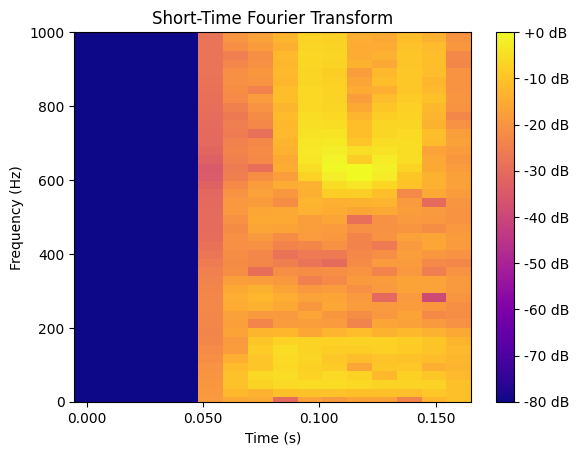 Short-Time Fourier Transform
1000
800
600
400
200
0
Frequency (Hz)
0.000
0.050
0.100
0.150
Time (s)
+0 dB
-10 dB
-20 dB
-30 dB
-40 dB
-50 dB
-60 dB
-70 dB
-80 dB